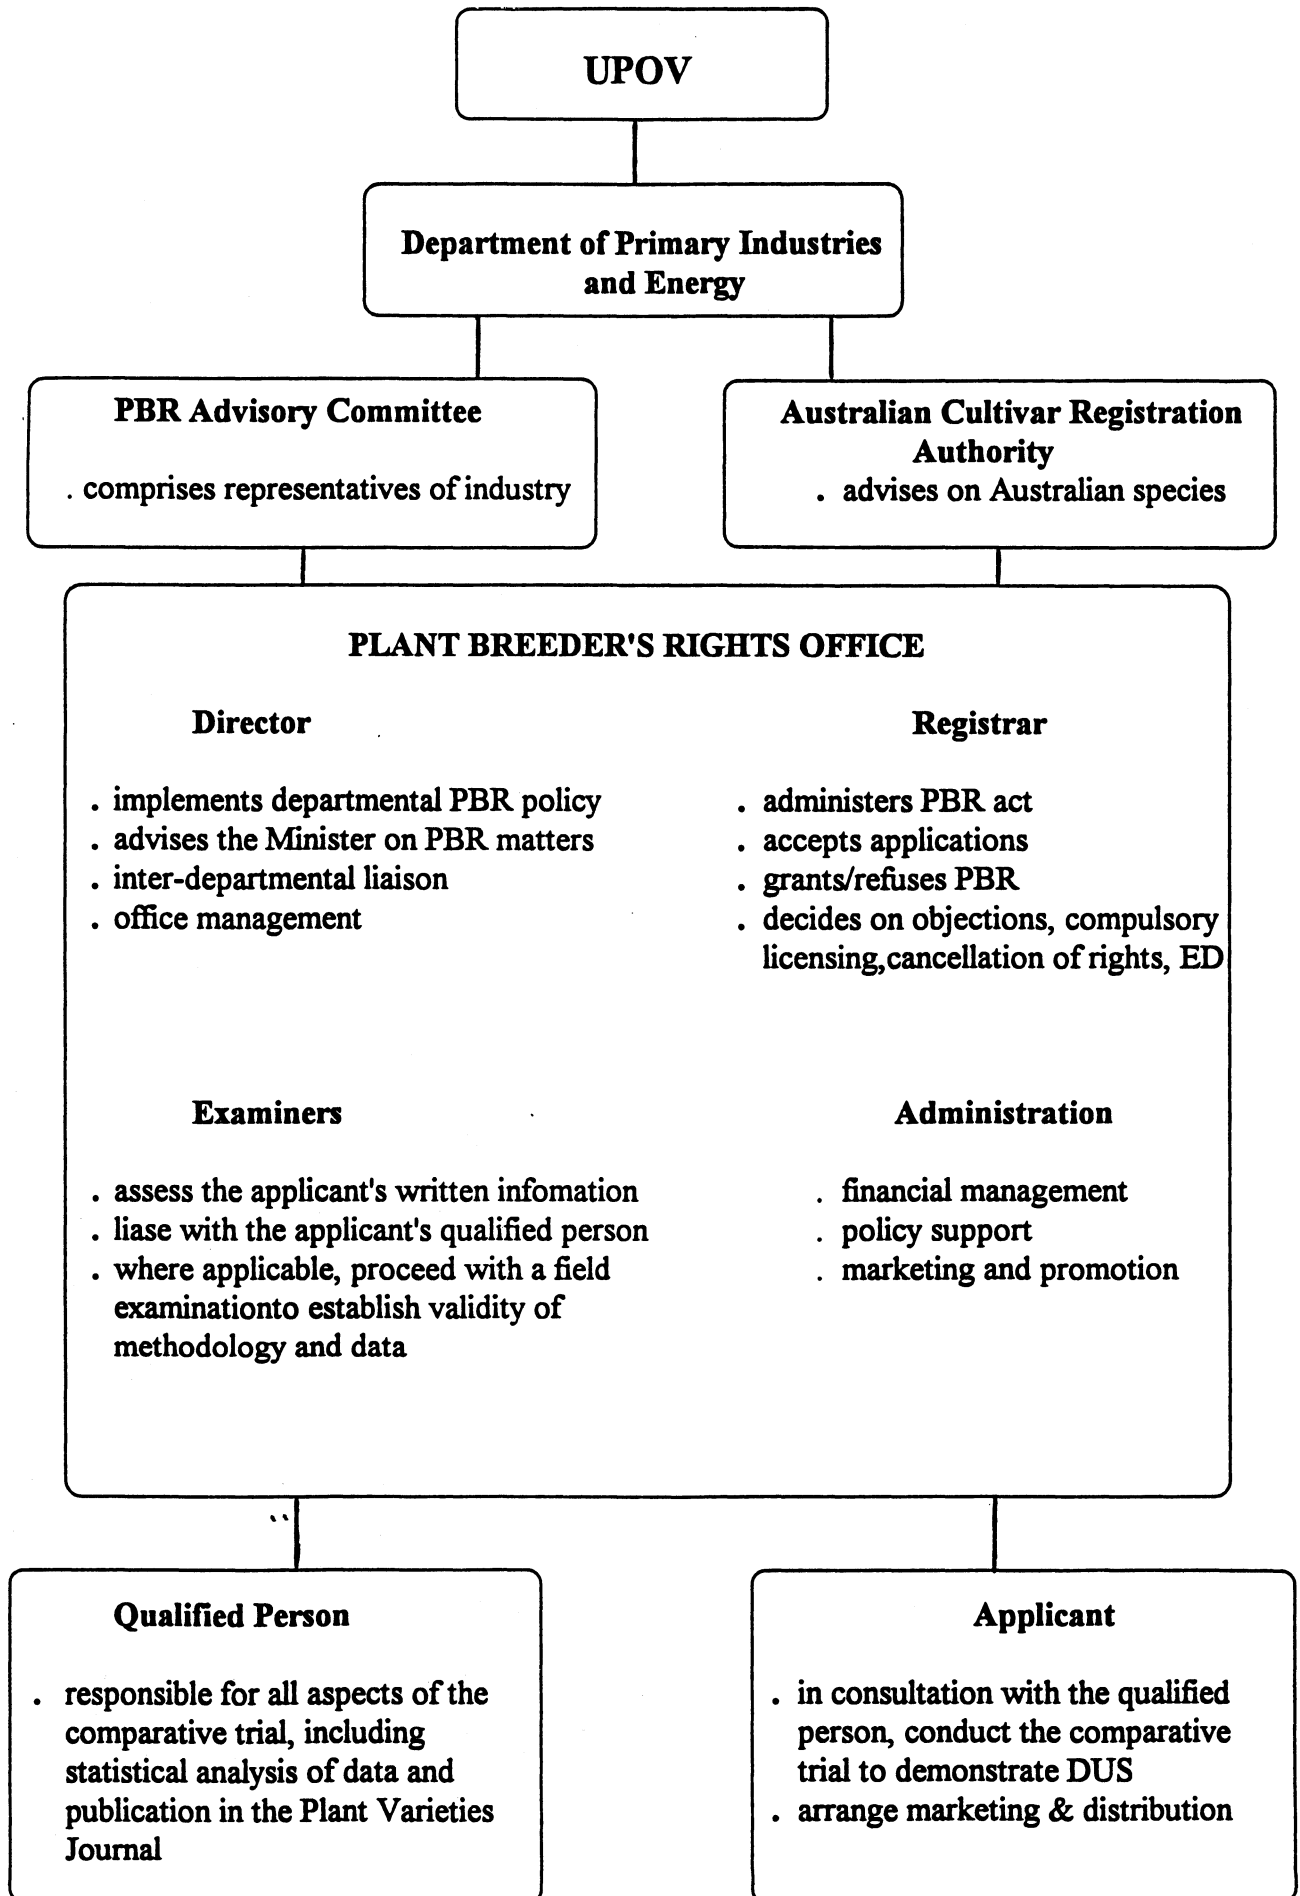 UPOV
Department of Primary Industries
and Energy
PBR Advisory Committee
. comprises representatives of industry
Australian Cultivar Registration
Authority
. advises on Australian species
PLANT BREEDER'S RIGHTS OFFICE
Director
. implements departmental PBR policy
. advises the Minister on PBR matters
. inter-departmental liaison
. office management
Registrar
. administers PBR act
. accepts applications
. grants/refuses PBR
. decides on objections, compulsory
licensing,cancellation of rights, ED
Examiners
. assess the applicant's written infomation
. liase with the applicant's qualified person
. where applicable, proceed with a field
examinationto establish validity of
methodology and data
Administration
. financial management
. policy support
. marketing and promotion
Qualified Person
. responsible for all aspects of the
comparative trial, including
statistical analysis of data and
publication in the Plant Varieties
Journal
Applicant
. in consultation with the qualified
person, conduct the comparative
trial to demonstrate DUS
. arrange marketing & distribution